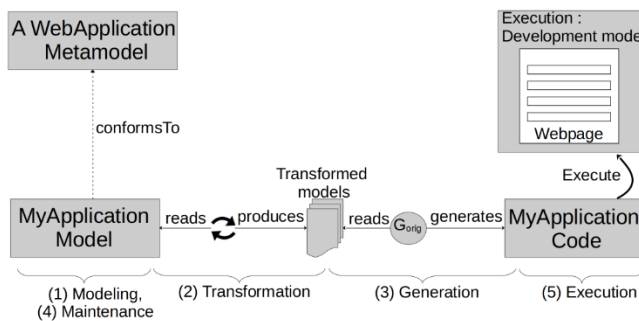 A WebApplication
Metamodel
Execution :
Development mode
Webpage
conformsTo
Execute
Transformed
models
MyApplication
Model
reads
produces
reads
Gorig
generates
MyApplication
Code
(1) Modeling,
(4) Maintenance
(2) Transformation
(3) Generation
(5) Execution